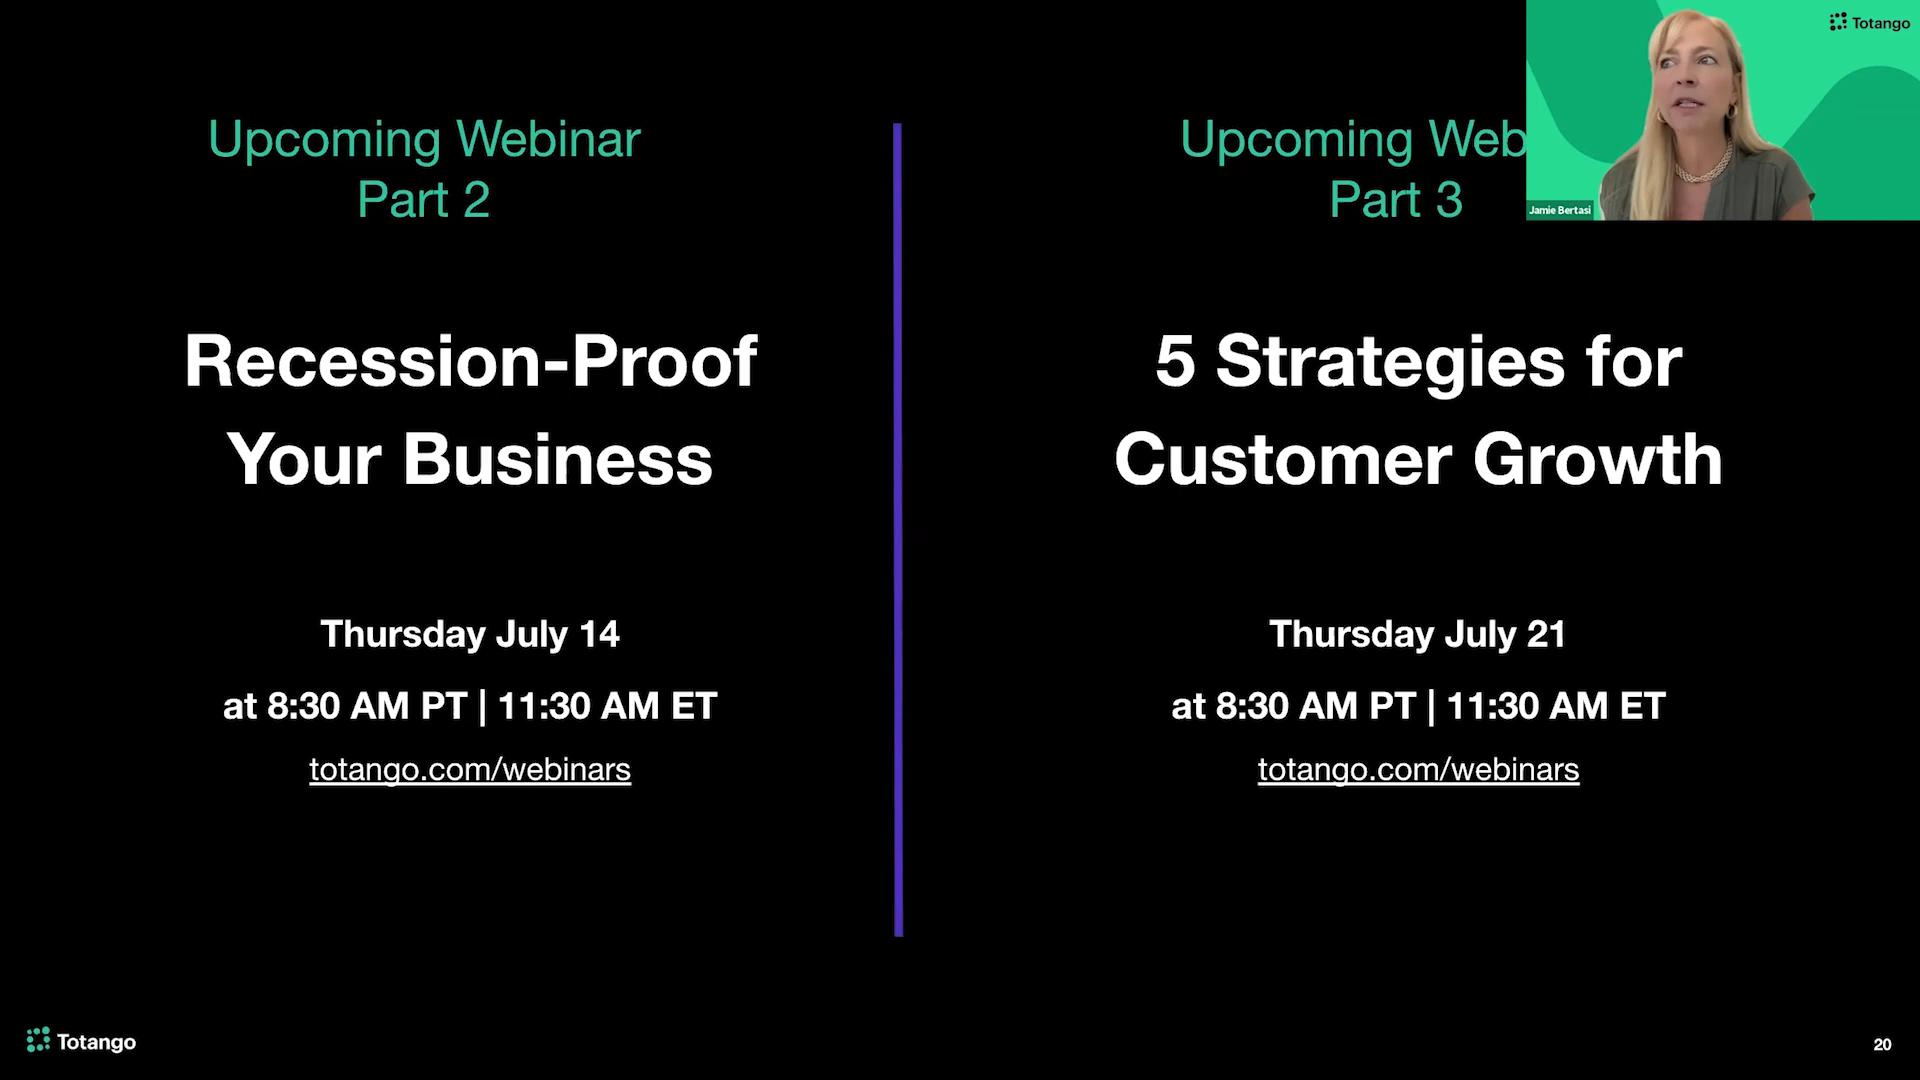 Upcoming Webinar
Part 2
Recession-Proof
Your Business
Thursday July 14
at 8:30 AM PT | 11:30 AM ET
totango.com/webinars
Upcoming Web
Part 3
5 Strategies for
Customer Growth
Thursday July 21
at 8:30 AM PT | 11:30 AM ET
totango.com/webinars
Totango
Jamie Bertasi
Totango
20